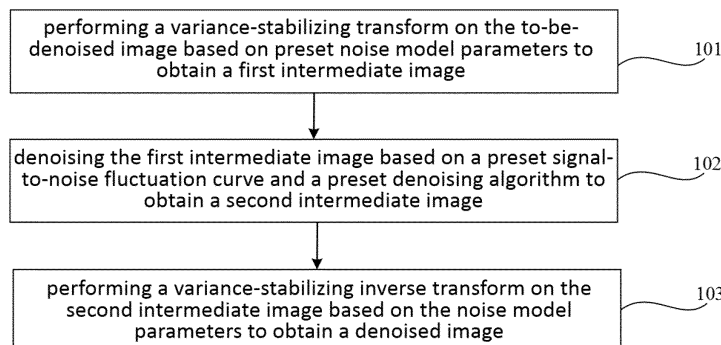 performing a variance-stabilizing transform on the to-be-
denoised image based on preset noise model parameters to
obtain a first intermediate image
101
denoising the first intermediate image based on a preset signal-
to-noise fluctuation curve and a preset denoising algorithm to
obtain a second intermediate image
102
performing a variance-stabilizing inverse transform on the
second intermediate image based on the noise model
parameters to obtain a denoised image
103